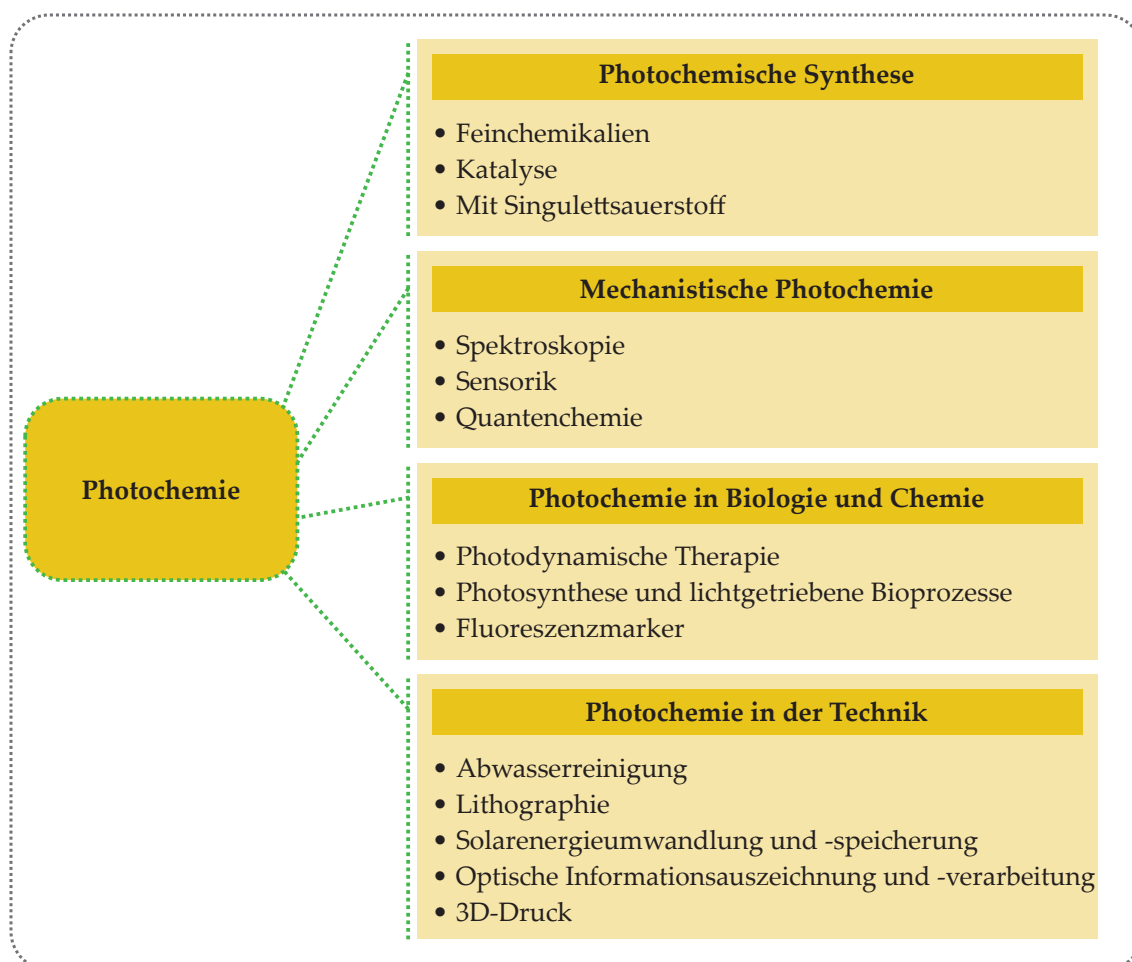 Photochemische Synthese
• Feinchemikalien
• Katalyse
• Mit Singulettsauerstoff
Mechanistische Photochemie
• Spektroskopie
• Sensorik
• Quantenchemie
Photochemie
Photochemie in Biologie und Chemie
• Photodynamische Therapie
• Photosynthese und lichtgetriebene Bioprozesse
• Fluoreszenzmarker
Photochemie in der Technik
• Abwasserreinigung
• Lithographie
• Solarenergieumwandlung und -speicherung
• Optische Informationsauszeichnung und -verarbeitung
• 3D-Druck